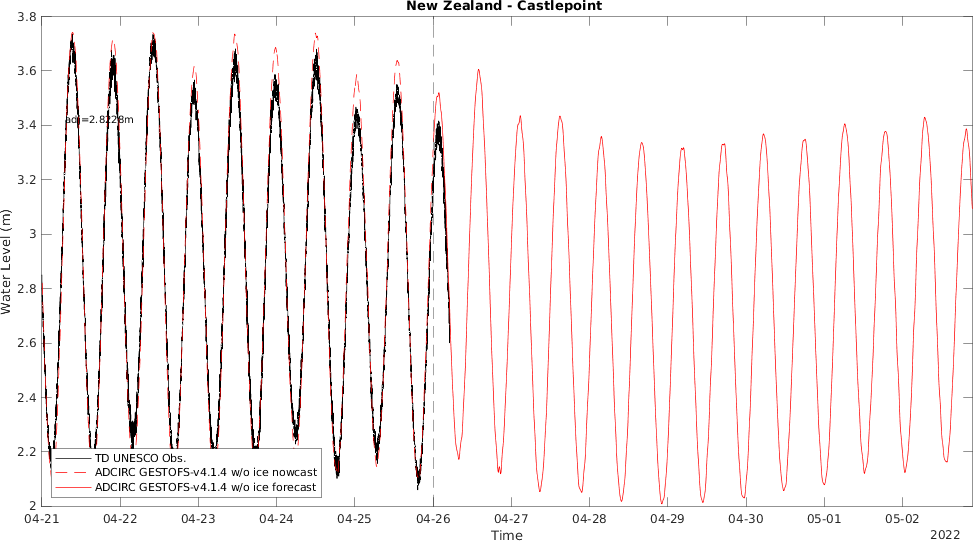 New Zealand - Castlepoint
3.8
3.6
3.4
3.2
3
2.8
2.6
2.4
2.2
2
Water Level (m)
adj=2.8228m
TD UNESCO Obs.
ADCIRC GESTOFS-v4.1.4 w/o ice nowcast
ADCIRC GESTOFS-v4.1.4 w/o ice forecast
04-21 04-22 04-23 04-24 04-25 04-26 04-27 04-28 04-29 04-30 05-01 05-02
Time
2022